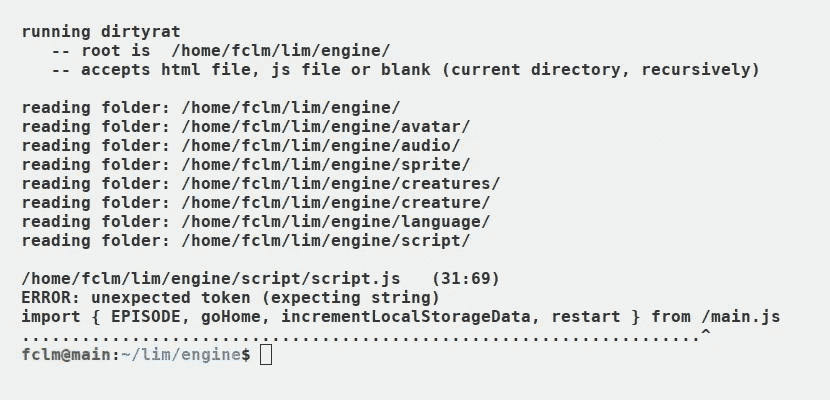 running dirtyrat
   -- root is  /home/fclm/lim/engine/
   -- accepts html file, js file or blank (current directory, recursively)

reading folder: /home/fclm/lim/engine/
reading folder: /home/fclm/lim/engine/avatar/
reading folder: /home/fclm/lim/engine/audio/
reading folder: /home/fclm/lim/engine/sprite/
reading folder: /home/fclm/lim/engine/creatures/
reading folder: /home/fclm/lim/engine/creature/
reading folder: /home/fclm/lim/engine/language/
reading folder: /home/fclm/lim/engine/script/

/home/fclm/lim/engine/script/script.js   (31:69)
ERROR: unexpected token (expecting string)
import { EPISODE, goHome, incrementLocalStorageData, restart } from /main.js
....................................................................^
fclm@main:~/lim/engine$